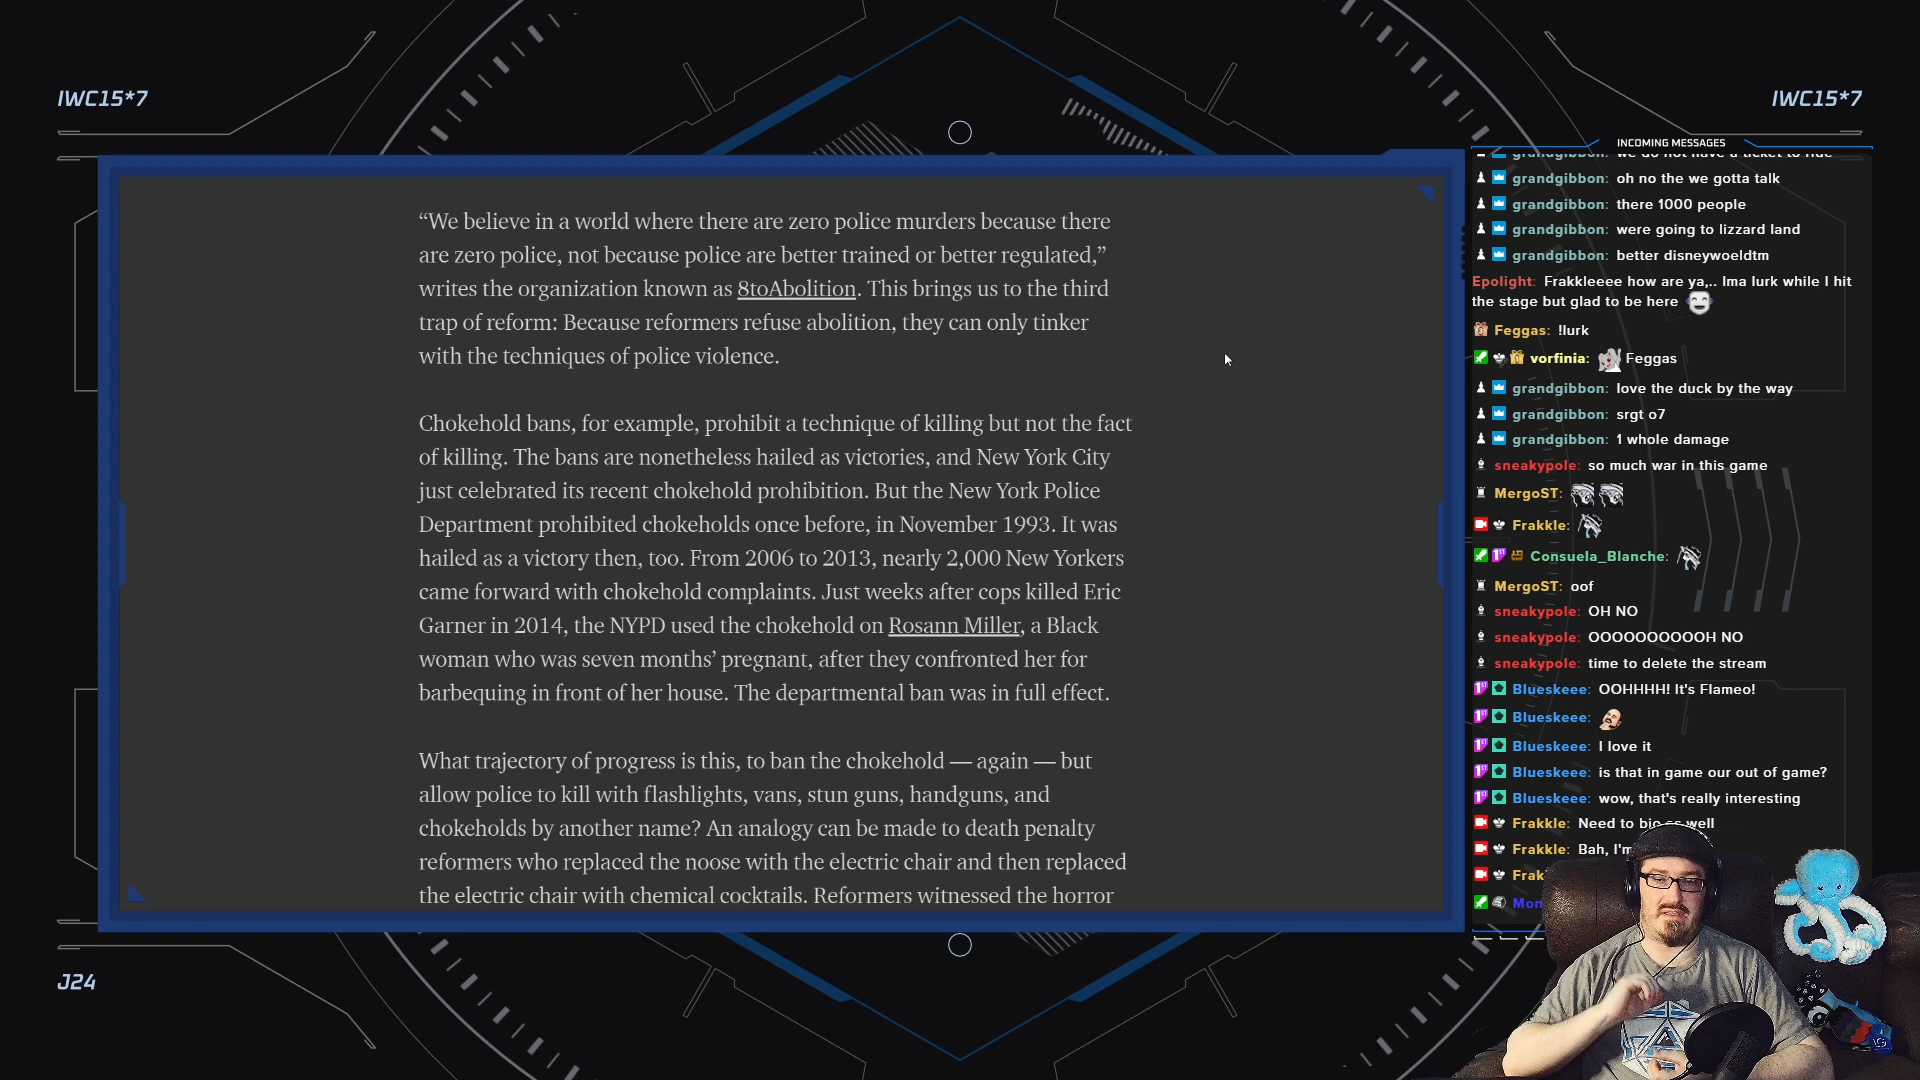 IWC15*7
IWC15*7
“We believe in a world where there are zero police murders because there
are zero police, not because police are better trained or better regulated,”
writes the organization known as 8toAbolition. This brings us to the third
trap of reform: Because reformers refuse abolition, they can only tinker
with the techniques of police violence.
Chokehold bans, for example, prohibit a technique of killing but not the fact
of killing. The bans are nonetheless hailed as victories, and New York City
just celebrated its recent chokehold prohibition. But the New York Police
Department prohibited chokeholds once before, in November 1993. It was
hailed as a victory then, too. From 2006 to 2013, nearly 2,000 New Yorkers
came forward with chokehold complaints. Just weeks after cops killed Eric
Garner in 2014, the NYPD used the chokehold on Rosann Miller, a Black
woman who was seven months’ pregnant, after they confronted her for
barbequing in front of her house. The departmental ban was in full effect.
What trajectory of progress is this, to ban the chokehold — again — but
allow police to kill with flashlights, vans, stun guns, handguns, and
chokeholds by another name? An analogy can be made to death penalty
reformers who replaced the noose with the electric chair and then replaced
the electric chair with chemical cocktails. Reformers witnessed the horror
INCOMING MESSAGES
grandgibbon: we do not have a ticket to ride
grandgibbon: oh no the we gotta talk
grandgibbon: there 1000 people
grandgibbon: were going to lizzard land
grandgibbon: better disneywoeldtm
Epolight: Frakkleeee how are ya,.. Ima lurk while I hit
the stage but glad to be here
Feggas: !lurk
vorfinia: Feggas
grandgibbon: love the duck by the way
grandgibbon: srgt o7
grandgibbon: 1 whole damage
sneakypole: so much war in this game
MergoST:
Frakkle:
Consuela_Blanche:
MergoST: oof
sneakypole: OH NO
sneakypole: OOOOOOOOOOH NO
sneakypole: time to delete the stream
Blueskeee: OOHHHH! It's Flameo!
Blueskeee:
Blueskeee: I love it
Blueskeee: is that in game our out of game?
Blueskeee: wow, that's really interesting
Frakkle: Need to bio as well
Frakkle: Bah, I'm
Frak
Mon
J24